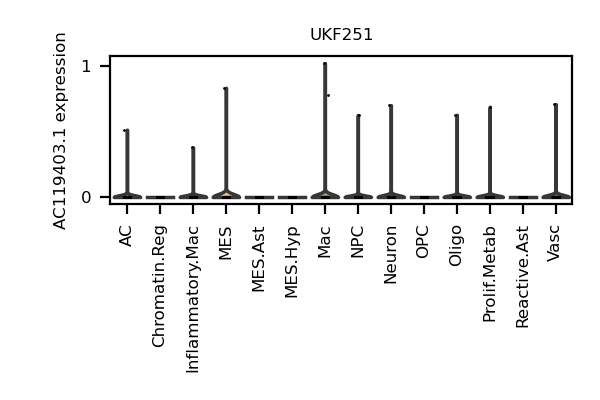 UKF251
AC119403.1 expression
1
0
AC
Chromatin.Reg
Inflammatory.Mac
MES
MES.Ast
MES.Hyp
Mac
NPC
Neuron
OPC
Oligo
Prolif.Metab
Reactive.Ast
Vasc